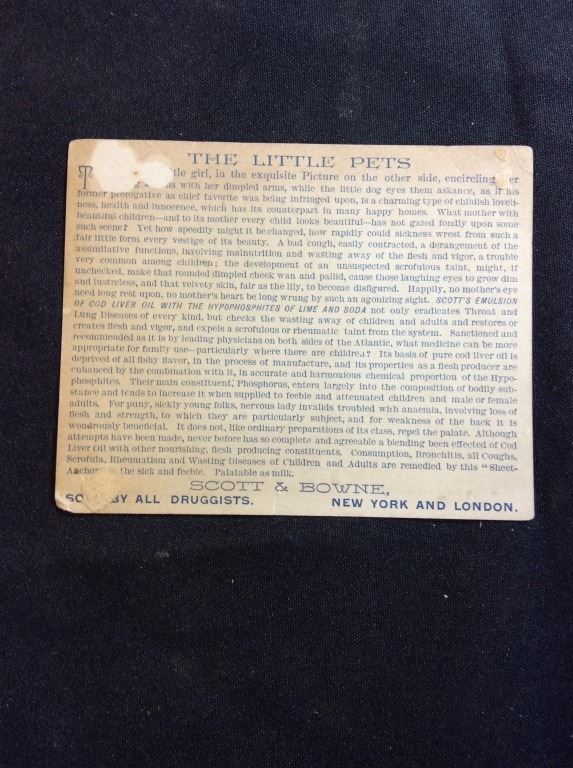 THE LITTLE PETS
tle girl, in the exquisite Picture on the other side, encircling er
s with her dimpled arms, while the little dog eyes them askance, as if his
former prerogative as chief favorite was being infringed upon, is a charming type of childish loveli-
ness, health and innocence, which has its counterpart in many happy homes. What mother with
beautiful children—and to its mother every child looks beautiful—has not gazed fondly upon some
such scene? Yet how speedily might it be changed, how rapidly could sickness wrest from such a
fair little form every vestige of its beauty. A bad cough, easily contracted, a derangement of the
assimilative functions, involving malnutrition and wasting away of the flesh and vigor, a trouble
very common among children; the development of an unsuspected scrofulous taint, might, if
unchecked, make that rounded dimpled cheek wan and pallid, cause those laughing eyes to grow dim
and lustreless, and that velvety skin, fair as the lily, to become disfigured. Happily, no mother's eye
need long rest upon, no mother's heart be long wrung by such an agonizing sight. SCOTT'S EMULSION
OF COD LIVER OIL WITH THE HYPOPHOSPHITES OF LIME AND SODA not only eradicates Throat and
Lung Diseases of every kind, but checks the wasting away of children and adults and restores or
creates flesh and vigor, and expels a scrofulous or rheumatic taint from the system. Sanctioned and
recommended as it is by leading physicians on both sides of the Atlantic, what medicine can be more
appropriate for family use—particularly where there are children? Its basis of pure cod liver oil is
deprived of all fishy flavor, in the process of manufacture, and its properties as a flesh producer are
enhanced by the combination with it, in accurate and harmonious chemical proportion of the Hypo-
phosphites. Their main constituent, Phosphorus, enters largely into the composition of bodily sub-
stance and tends to increase it when supplied to feeble and attenuated children and male or female
adults. For puny, sickly young folks, nervous lady invalids troubled with anaemia, involving loss of
flesh and strength, to which they are particularly subject, and for weakness of the back it is
wondrously beneficial. It does not, like ordinary preparations of its class, repel the palate. Although
attempts have been made, never before has so complete and agreeable a blending been effected of Cod
Liver Oil with other nourishing, flesh producing constituents. Consumption, Bronchitis, all Coughs,
Scrofula, Rheumatism and Wasting Diseases of Children and Adults are remedied by this "Sheet-
Anchor" the sick and feeble. Palatable as milk.
SCOTT & BOWNE,
SO BY ALL DRUGGISTS. NEW YORK AND LONDON.